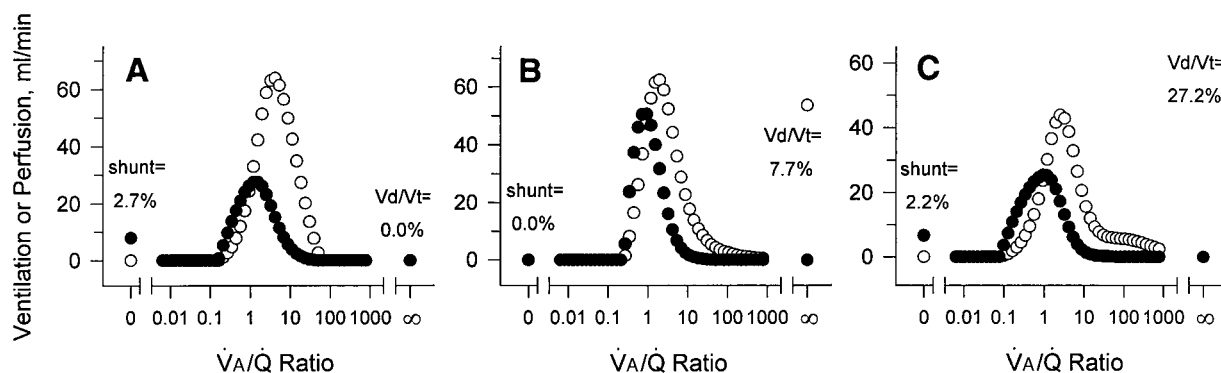 Ventilation or Perfusion, ml/min
A
60
40
20
0
shunt=
2.7%
Vd/Vt=
0.0%
0 0.01 0.1 1 10 100 1000 ∞
V̇A/Q̇ Ratio
B
60
40
20
0
shunt=
0.0%
Vd/Vt=
7.7%
0 0.01 0.1 1 10 100 1000 ∞
V̇A/Q̇ Ratio
C
60
40
20
0
shunt=
2.2%
Vd/Vt=
27.2%
0 0.01 0.1 1 10 100 1000 ∞
V̇A/Q̇ Ratio